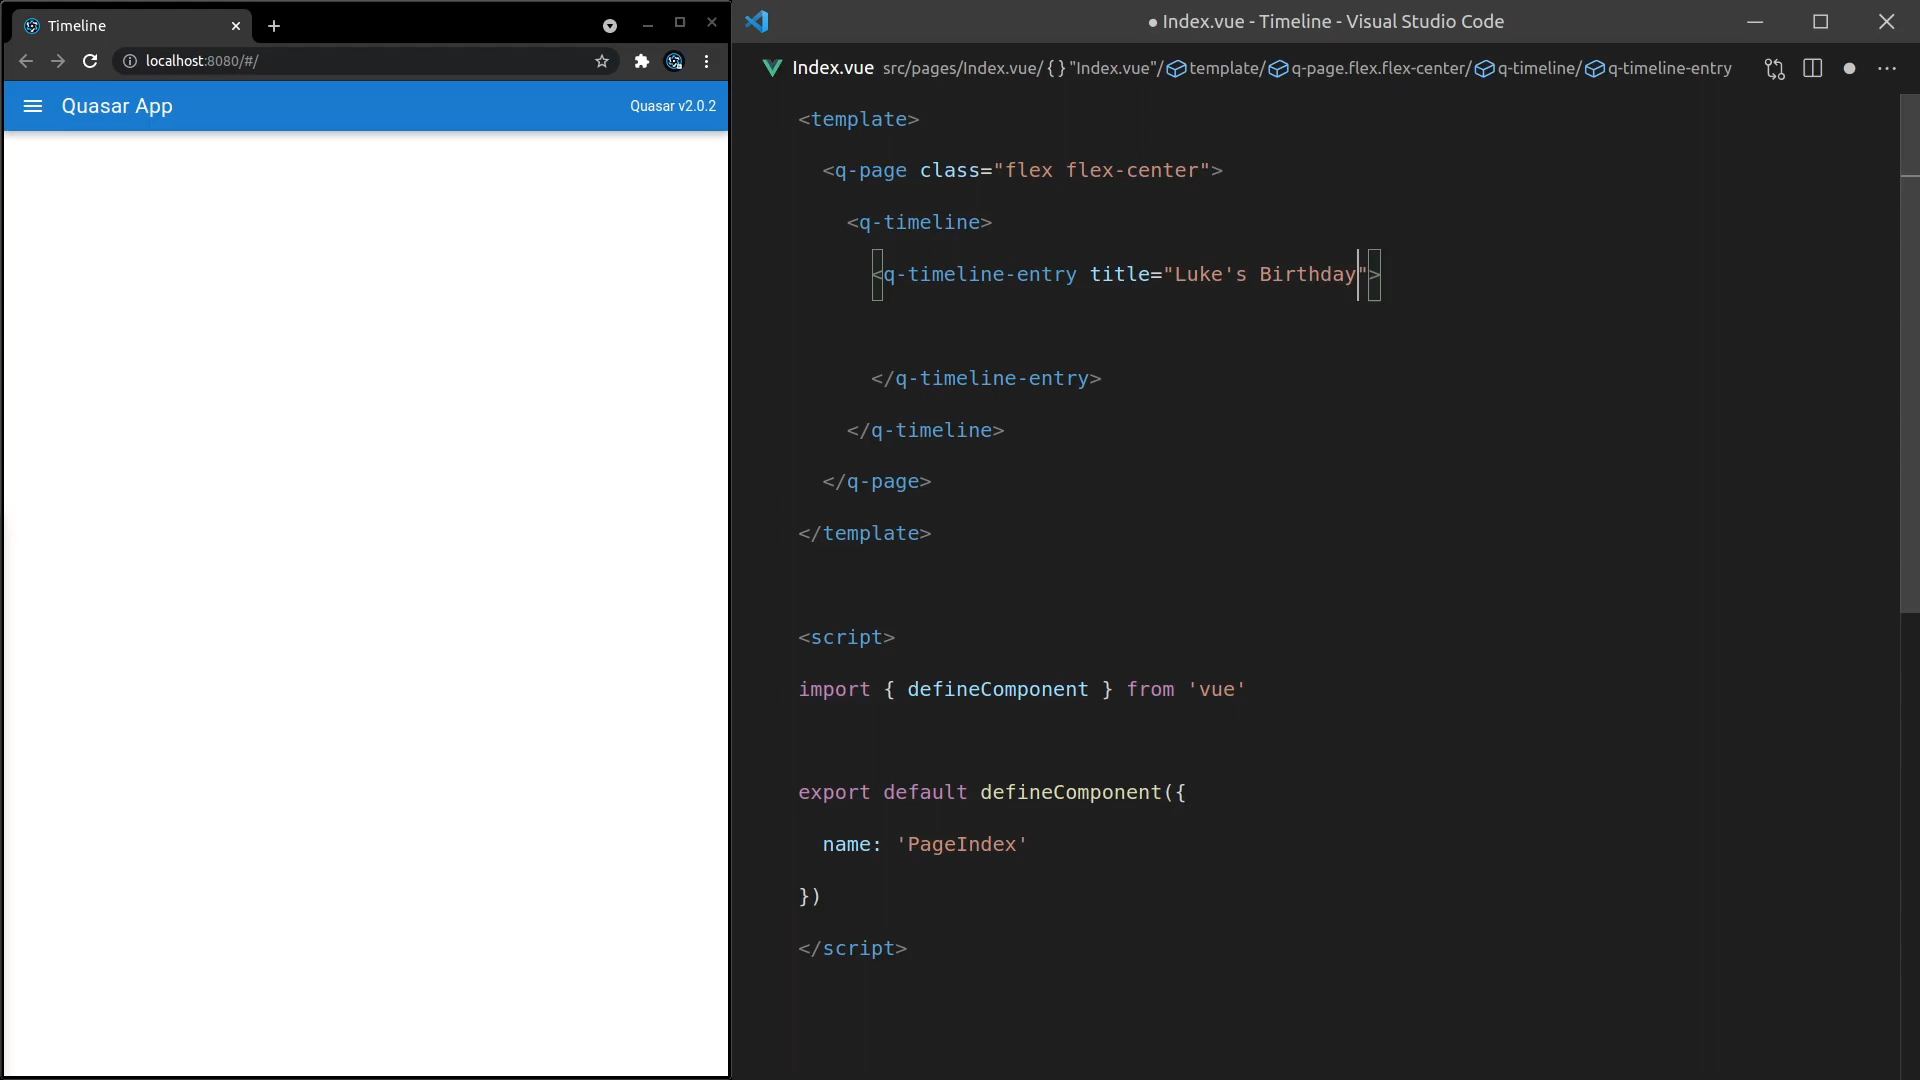 Timeline
localhost:8080/#/
Quasar App
Quasar v2.0.2
● Index.vue - Timeline - Visual Studio Code
Index.vue src/pages/Index.vue/{ } "Index.vue"/ template/ q-page.flex.flex-center/ q-timeline/ q-timeline-entry
<template>
  <q-page class="flex flex-center">
    <q-timeline>
      <q-timeline-entry title="Luke's Birthday">
      </q-timeline-entry>
    </q-timeline>
  </q-page>
</template>
<script>
import { defineComponent } from 'vue'
export default defineComponent({
  name: 'PageIndex'
})
</script>